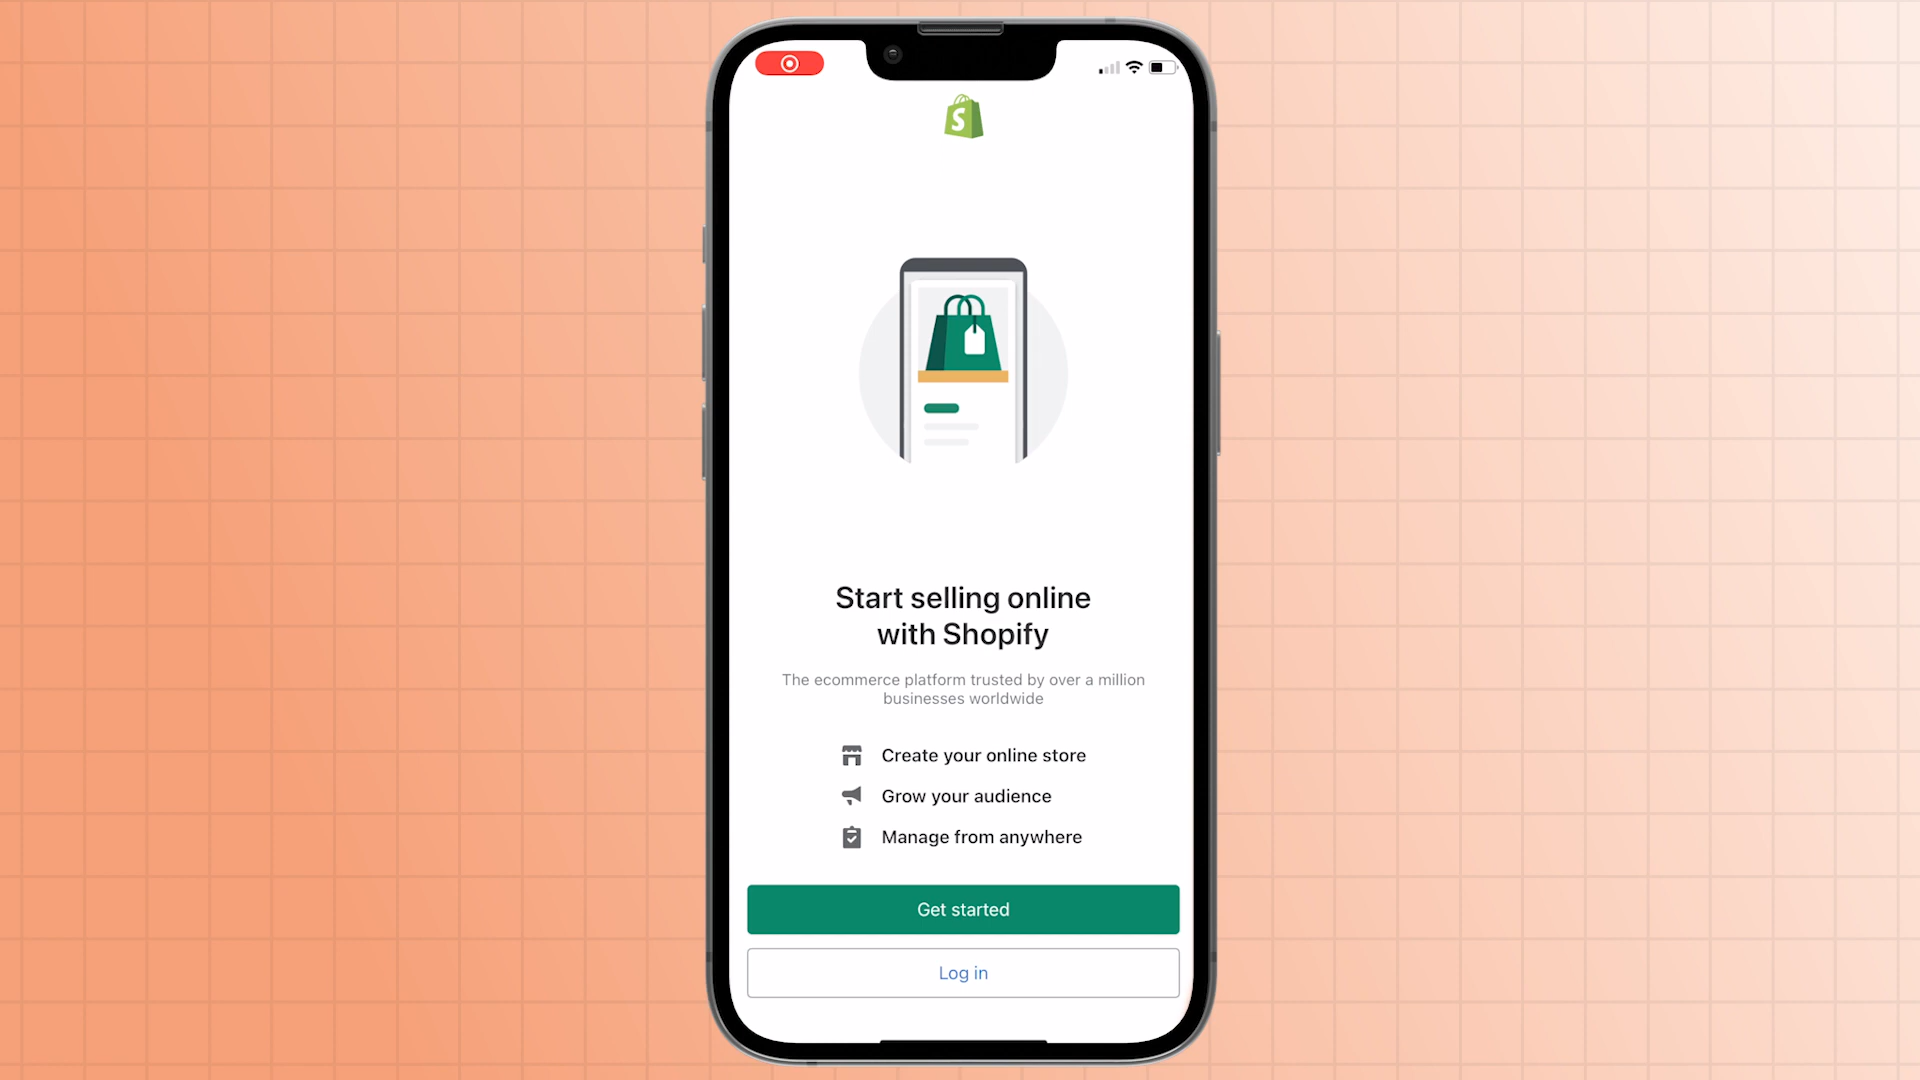 Start selling online
with Shopify
The ecommerce platform trusted by over a million
businesses worldwide
Create your online store
Grow your audience
Manage from anywhere
Get started
Log in